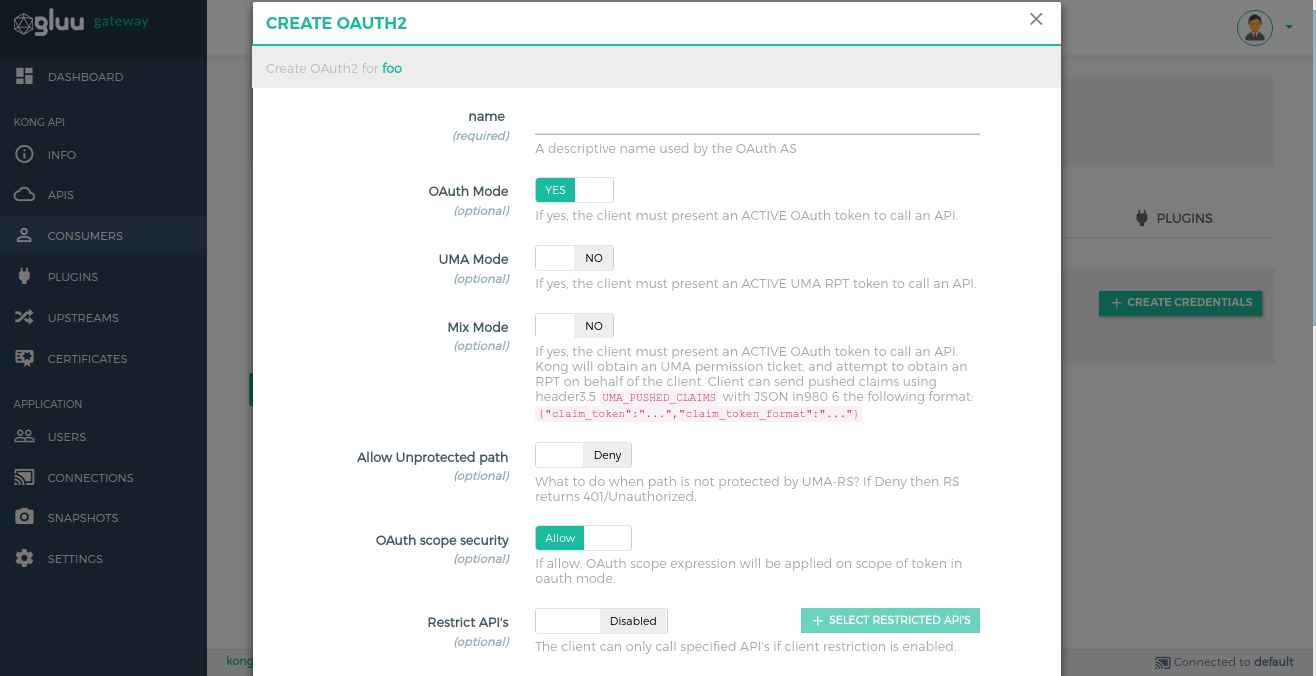 gluu gateway
DASHBOARD
KONG API
INFO
APIS
CONSUMERS
PLUGINS
UPSTREAMS
CERTIFICATES
APPLICATION
USERS
CONNECTIONS
SNAPSHOTS
SETTINGS
CREATE OAUTH2
Create OAuth2 for foo
name
(required)
A descriptive name used by the OAuth AS
OAuth Mode
(optional)
YES
If yes, the client must present an ACTIVE OAuth token to call an API.
UMA Mode
(optional)
NO
If yes, the client must present an ACTIVE UMA RPT token to call an API.
Mix Mode
(optional)
NO
If yes, the client must present an ACTIVE OAuth token to call an API.
Kong will obtain an UMA permission ticket, and attempt to obtain an
RPT on behalf of the client. Client can send pushed claims using
header3.5 UMA_PUSHED_CLAIMS with JSON in980 6 the following format:
{"claim_token":"...","claim_token_format":"..."}
Allow Unprotected path
(optional)
Deny
What to do when path is not protected by UMA-RS? If Deny then RS
returns 401/Unauthorized.
OAuth scope security
(optional)
Allow
If allow, OAuth scope expression will be applied on scope of token in
oauth mode.
Restrict API's
(optional)
Disabled
+ SELECT RESTRICTED API'S
The client can only call specified API's if client restriction is enabled.
PLUGINS
+ CREATE CREDENTIALS
kong
Connected to default